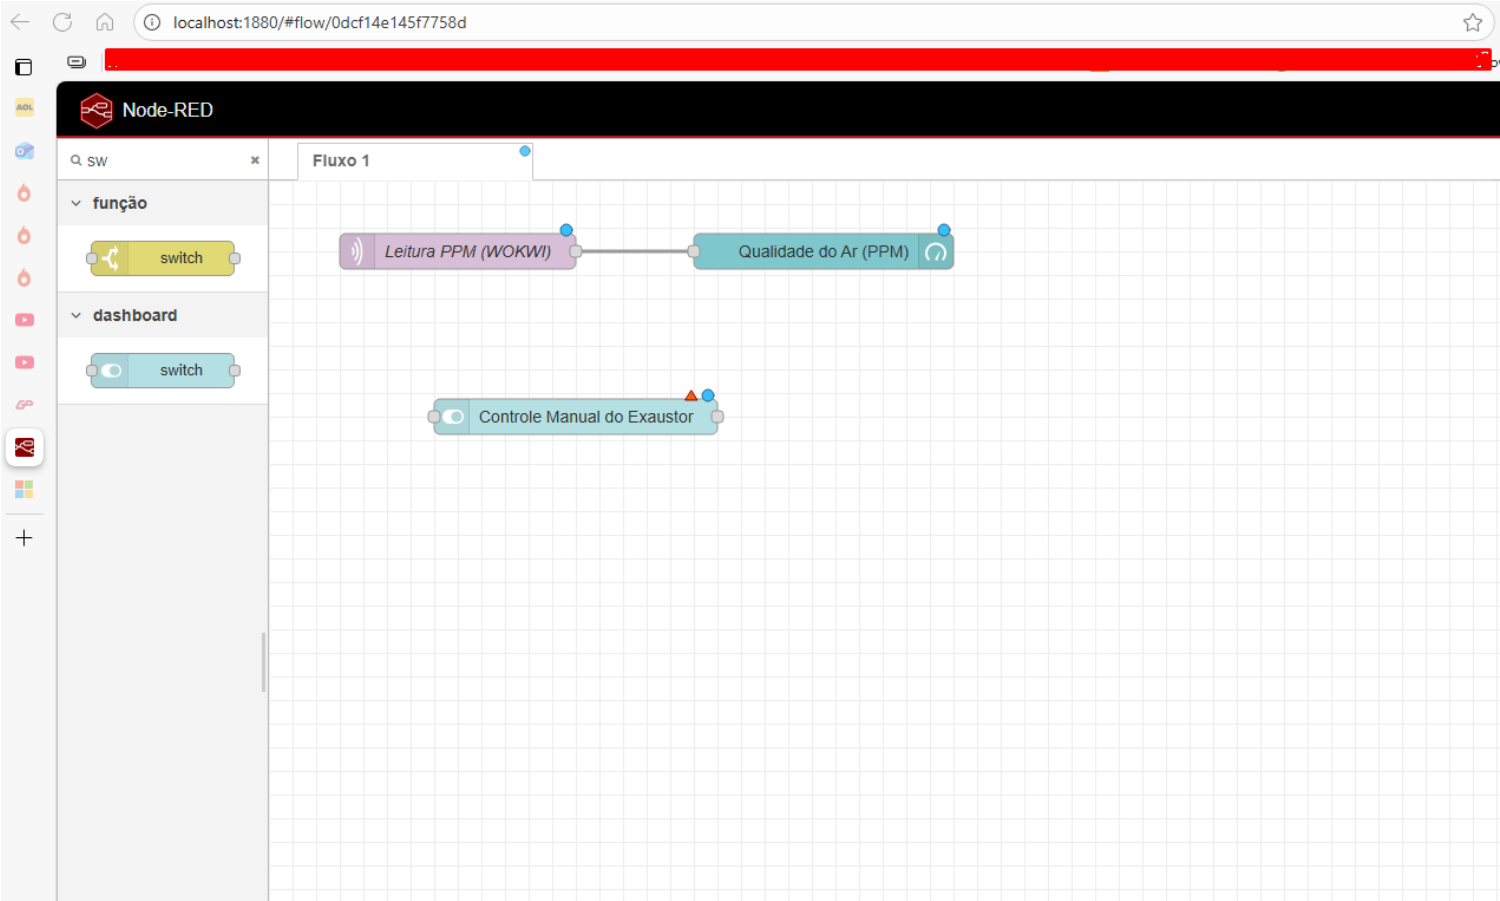 localhost:1880/#flow/0dcf14e145f7758d
AOL
Node-RED
sw
Fluxo 1
função
Leitura PPM (WOKWI)
Qualidade do Ar (PPM)
switch
dashboard
switch
Controle Manual do Exaustor